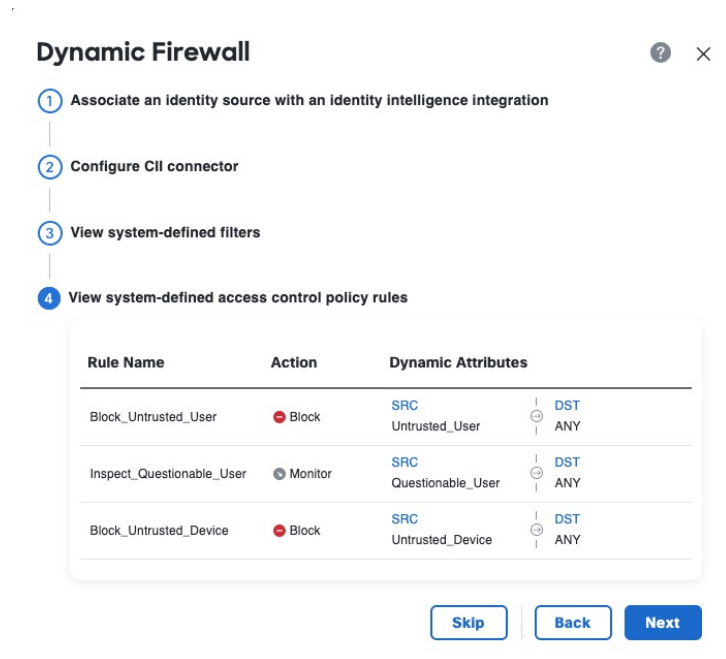 Dynamic Firewall
?
1 Associate an identity source with an identity intelligence integration
2 Configure CII connector
3 View system-defined filters
4 View system-defined access control policy rules
Rule Name Action Dynamic Attributes
SRC DST
Block_Untrusted_User Block
Untrusted_User ANY
SRC DST
Inspect_Questionable_User Monitor
Questionable_User ANY
SRC DST
Block_Untrusted_Device Block
Untrusted_Device ANY
Skip Back Next